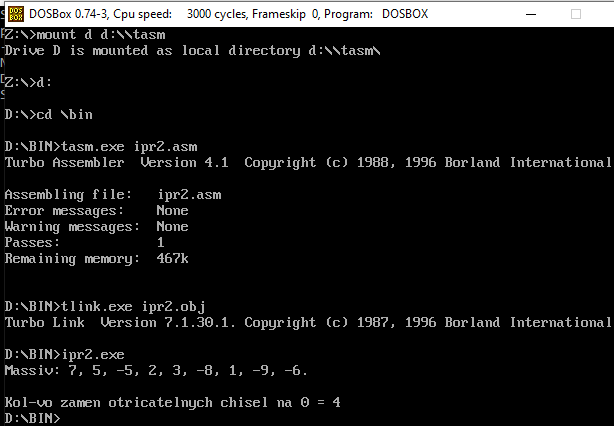 DOSBox 0.74-3, Cpu speed: 3000 cycles, Frameskip 0, Program: DOSBOX
Z:\>mount d d:\\tasm
Drive D is mounted as local directory d:\\tasm\
Z:\>d:
D:\>cd \bin
D:\BIN>tasm.exe ipr2.asm
Turbo Assembler Version 4.1 Copyright (c) 1988, 1996 Borland International
Assembling file: ipr2.asm
Error messages: None
Warning messages: None
Passes: 1
Remaining memory: 467k
D:\BIN>tlink.exe ipr2.obj
Turbo Link Version 7.1.30.1. Copyright (c) 1987, 1996 Borland International
D:\BIN>ipr2.exe
Massiv: 7, 5, -5, 2, 3, -8, 1, -9, -6.
Kol-vo zamen otricatelnych chisel na 0 = 4
D:\BIN>